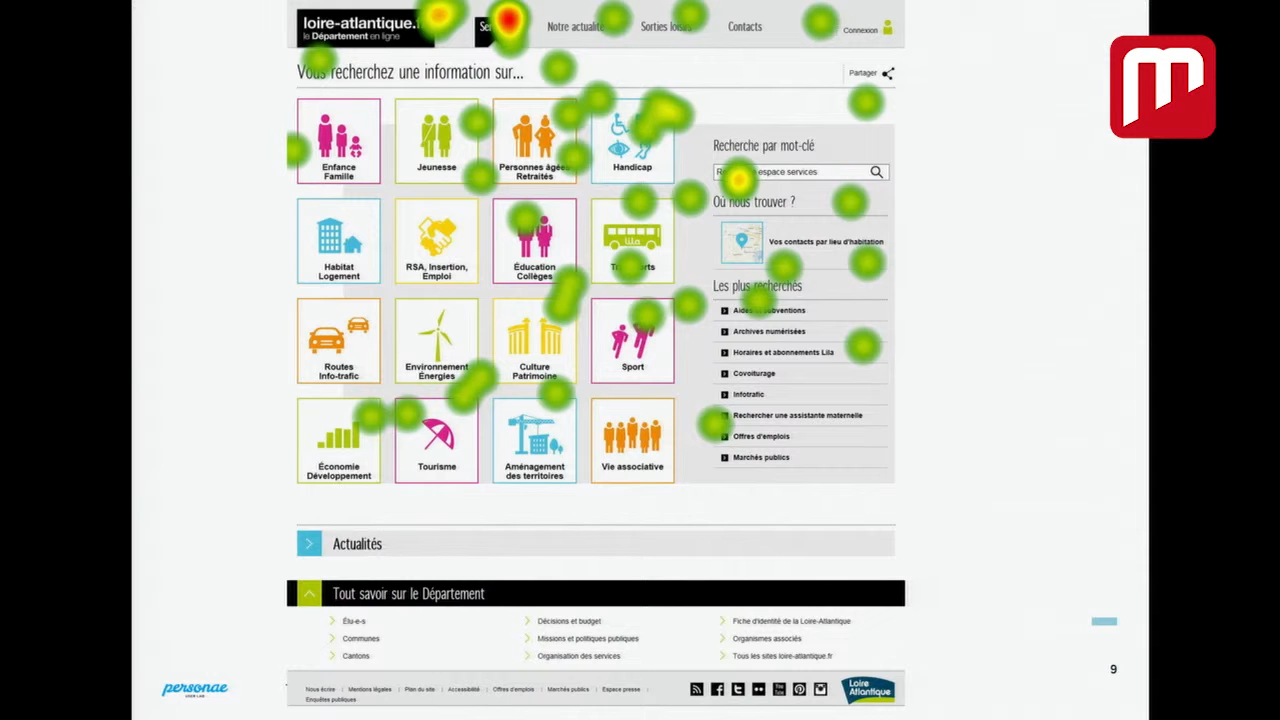 loire-atlantique.f
le Département en ligne
Notre actualité
Sorties loisirs
Contacts
Connexion
Vous recherchez une information sur...
Partager
Enfance
Famille
Jeunesse
Personnes âgées
Retraités
Handicap
Habitat
Logement
RSA, Insertion,
Emploi
Éducation
Collèges
lila
Transports
Routes
Info-trafic
Environnement
Énergies
Culture
Patrimoine
Sport
Économie
Développement
Tourisme
Aménagement
des territoires
Vie associative
Recherche par mot-clé
espace services
Où nous trouver ?
Vos contacts par lieu d'habitation
Les plus recherchés
Aides et subventions
Archives numérisées
Horaires et abonnements Lila
Covoiturage
Infotrafic
Rechercher une assistante maternelle
Offres d'emplois
Marchés publics
Actualités
Tout savoir sur le Département
Élu-e-s
Communes
Cantons
Décisions et budget
Missions et politiques publiques
Organisation des services
Fiche d'identité de la Loire-Atlantique
Organismes associés
Tous les sites loire-atlantique.fr
Nous écrire | Mentions légales | Plan du site | Accessibilité | Offres d'emplois | Marchés publics | Espace presse |
Enquêtes publiques
Loire
Atlantique
personae
USER LAB
9
m